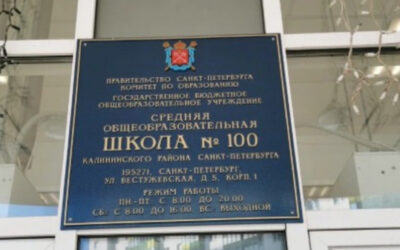 ПРАВИТЕЛЬСТВО САНКТ-ПЕТЕРБУРГА
КОМИТЕТ ПО ОБРАЗОВАНИЮ
ГОСУДАРСТВЕННОЕ БЮДЖЕТНОЕ
ОБЩЕОБРАЗОВАТЕЛЬНОЕ УЧРЕЖДЕНИЕ
СРЕДНЯЯ
ОБЩЕОБРАЗОВАТЕЛЬНАЯ
ШКОЛА № 100
КАЛИНИНСКОГО РАЙОНА САНКТ-ПЕТЕРБУРГА
195271, САНКТ-ПЕТЕРБУРГ,
УЛ. БЕСТУЖЕВСКАЯ, Д. 5, КОРП. 1
РЕЖИМ РАБОТЫ
ПН.-ПТ. С 8.00 ДО 20.00
СБ. С 8.00 ДО 16.00 ВС. ВЫХОДНОЙ